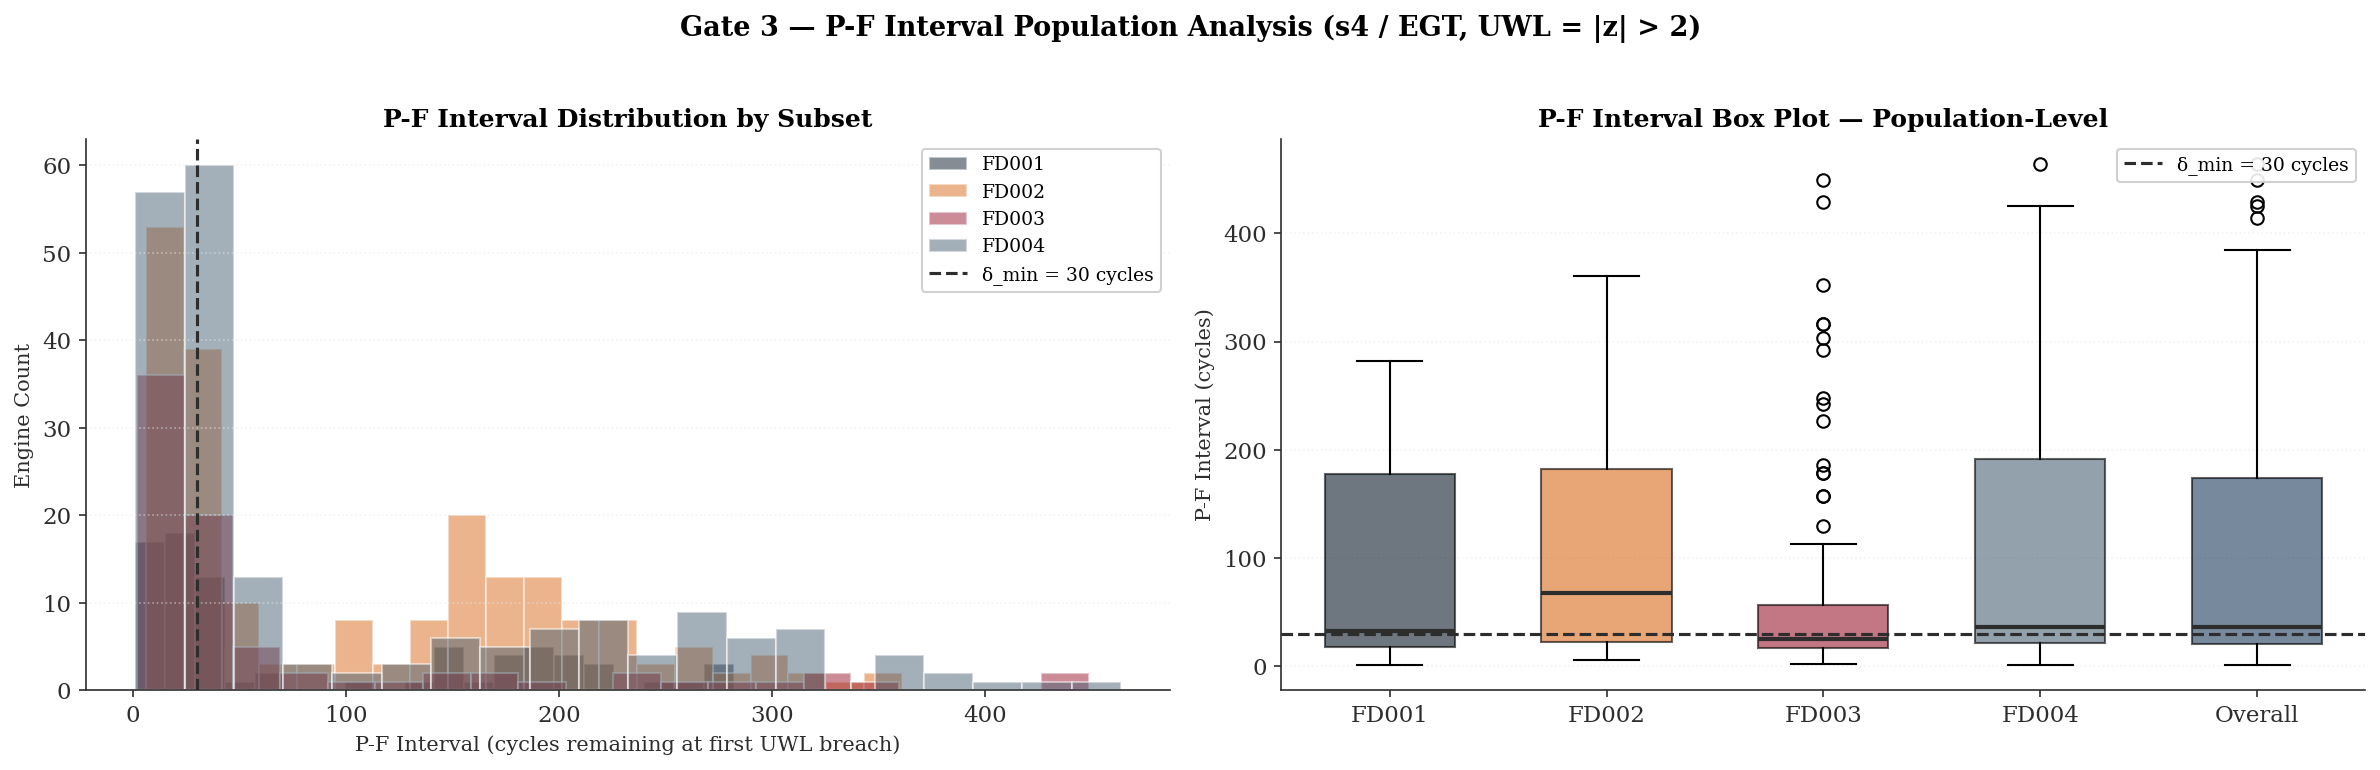 Gate 3 — P-F Interval Population Analysis (s4 / EGT, UWL = |z| > 2)
P-F Interval Distribution by Subset
Engine Count
60
50
40
30
20
10
0
0
100
200
300
400
P-F Interval (cycles remaining at first UWL breach)
FD001
FD002
FD003
FD004
δ_min = 30 cycles
P-F Interval Box Plot — Population-Level
P-F Interval (cycles)
400
300
200
100
0
FD001
FD002
FD003
FD004
Overall
δ_min = 30 cycles